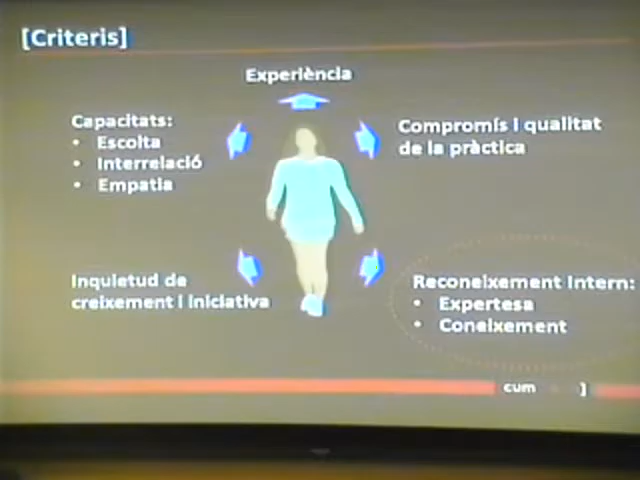 [Criteris]
Experiència
Capacitats:
• Escolta
• Interrelació
• Empatia
Compromís i qualitat
de la pràctica
Inquietud de
creixement i iniciativa
Reconeixement intern:
• Expertesa
• Coneixement
cum ]